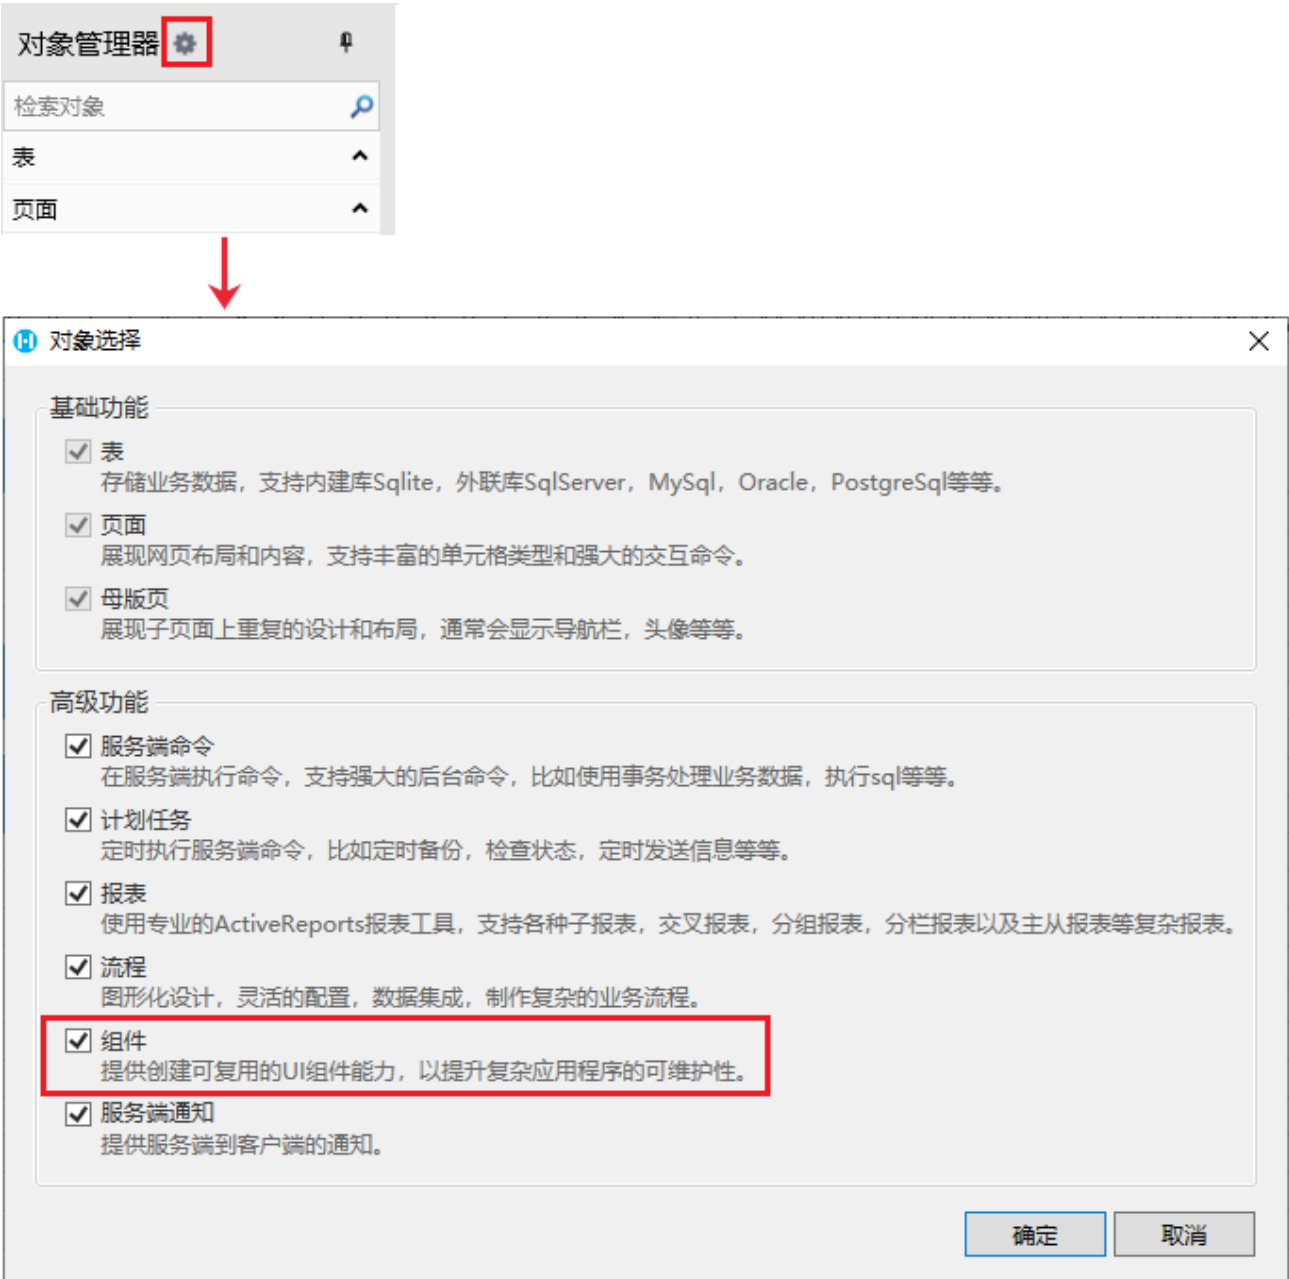 对象管理器
检索对象
表
页面
对象选择
基础功能
表
存储业务数据，支持内建库Sqlite，外联库SqlServer，MySql，Oracle，PostgreSql等等。
页面
展现网页布局和内容，支持丰富的单元格类型和强大的交互命令。
母版页
展现子页面上重复的设计和布局，通常会显示导航栏，头像等等。
高级功能
服务端命令
在服务端执行命令，支持强大的后台命令，比如使用事务处理业务数据，执行sql等等。
计划任务
定时执行服务端命令，比如定时备份，检查状态，定时发送信息等等。
报表
使用专业的ActiveReports报表工具，支持各种子报表，交叉报表，分组报表，分栏报表以及主从报表等复杂报表。
流程
图形化设计，灵活的配置，数据集成，制作复杂的业务流程。
组件
提供创建可复用的UI组件能力，以提升复杂应用程序的可维护性。
服务端通知
提供服务端到客户端的通知。
确定 取消